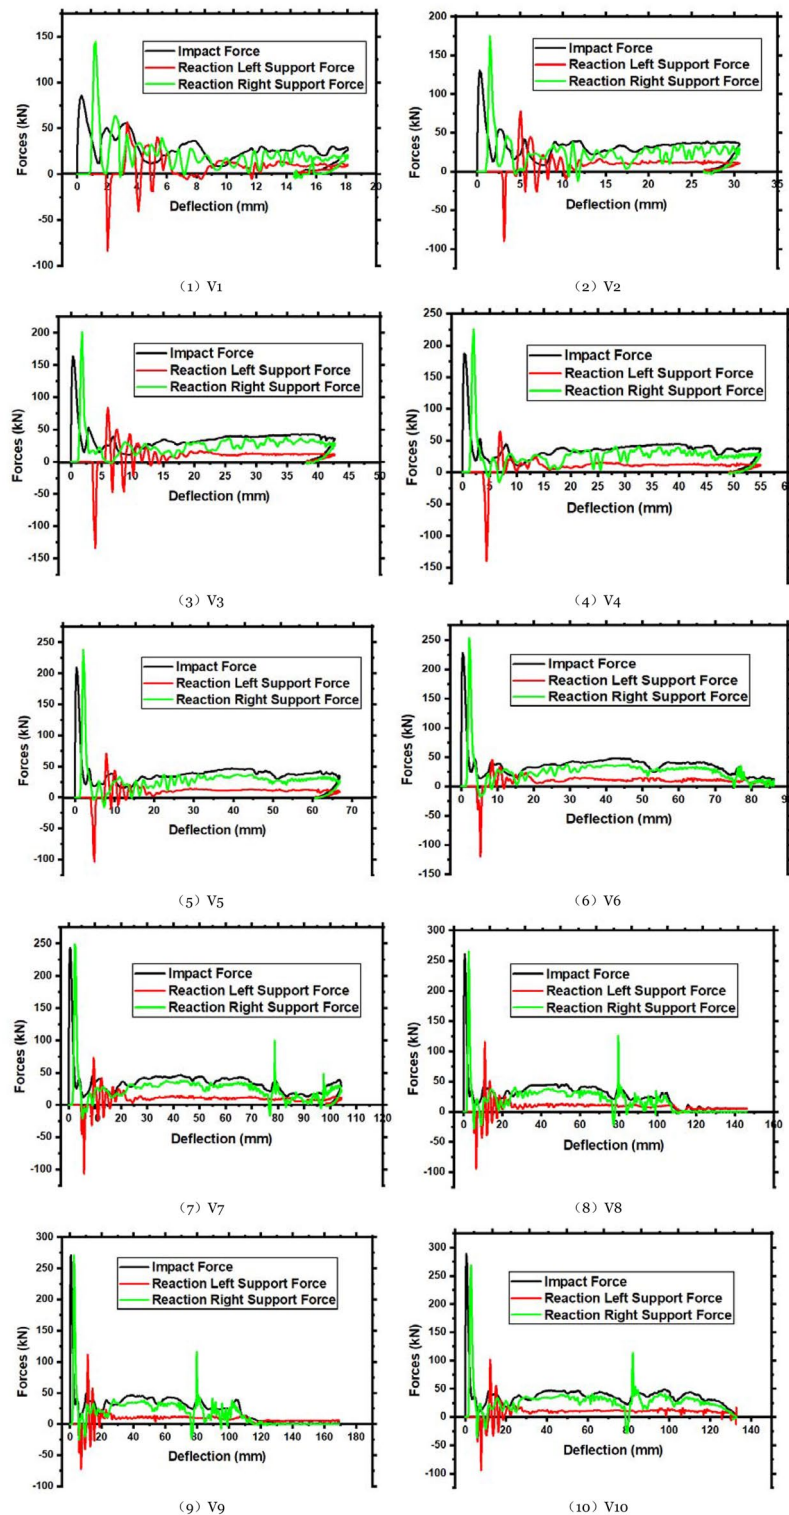 150
100
50
0
-50
-100
Forces (kN)
Impact Force
Reaction Left Support Force
Reaction Right Support Force
0 2 4 6 8 10 12 14 16 18 20
Deflection (mm)
（1）V1
200
150
100
50
0
-50
-100
Forces (kN)
Impact Force
Reaction Left Support Force
Reaction Right Support Force
0 5 10 15 20 25 30 35
Deflection (mm)
（2）V2
200
150
100
50
0
-50
-100
-150
Forces (kN)
Impact Force
Reaction Left Support Force
Reaction Right Support Force
0 5 10 15 20 25 30 35 40 45 50
Deflection (mm)
（3）V3
250
200
150
100
50
0
-50
-100
-150
Forces (kN)
Impact Force
Reaction Left Support Force
Reaction Right Support Force
0 5 10 15 20 25 30 35 40 45 50 55 60
Deflection (mm)
（4）V4
250
200
150
100
50
0
-50
-100
Forces (kN)
Impact Force
Reaction Left Support Force
Reaction Right Support Force
0 10 20 30 40 50 60 70
Deflection (mm)
（5）V5
250
200
150
100
50
0
-50
-100
-150
Forces (kN)
Impact Force
Reaction Left Support Force
Reaction Right Support Force
0 10 20 30 40 50 60 70 80 90
Deflection (mm)
（6）V6
250
200
150
100
50
0
-50
-100
Forces (kN)
Impact Force
Reaction Left Support Force
Reaction Right Support Force
0 10 20 30 40 50 60 70 80 90 100 110 120
Deflection (mm)
（7）V7
300
250
200
150
100
50
0
-50
-100
Forces (kN)
Impact Force
Reaction Left Support Force
Reaction Right Support Force
0 20 40 60 80 100 120 140 160
Deflection (mm)
（8）V8
300
250
200
150
100
50
0
-50
-100
Forces (kN)
Impact Force
Reaction Left Support Force
Reaction Right Support Force
0 20 40 60 80 100 120 140 160 180
Deflection (mm)
（9）V9
300
250
200
150
100
50
0
-50
-100
Forces (kN)
Impact Force
Reaction Left Support Force
Reaction Right Support Force
0 20 40 60 80 100 120 140
Deflection (mm)
（10）V10